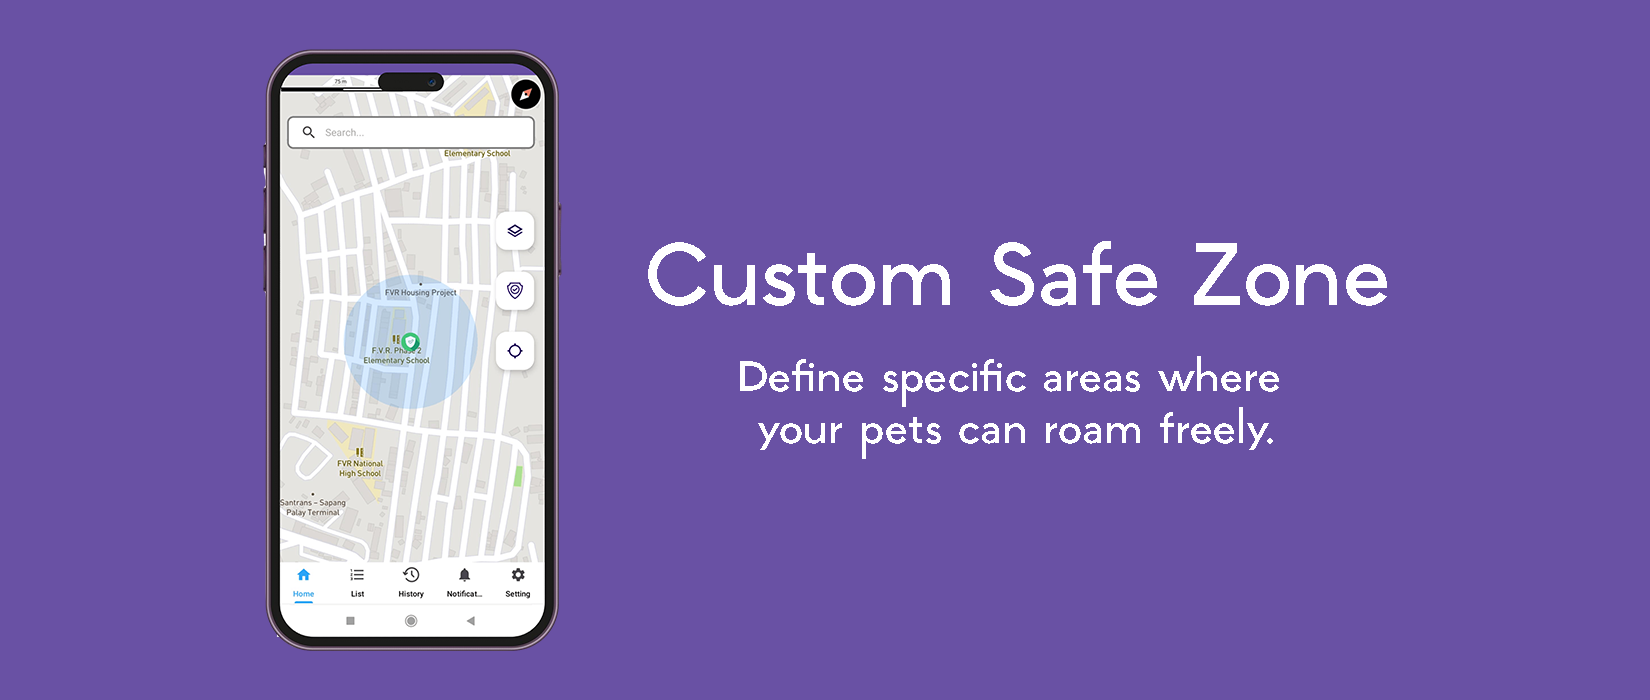 75 m
Search...
Elementary School
FVR Housing Project
F.V.R. Phase 2
Elementary School
FVR National
High School
Santrans - Sapang
Palay Terminal
Home
List
History
Notificat...
Setting
Custom Safe Zone
Define specific areas where
your pets can roam freely.